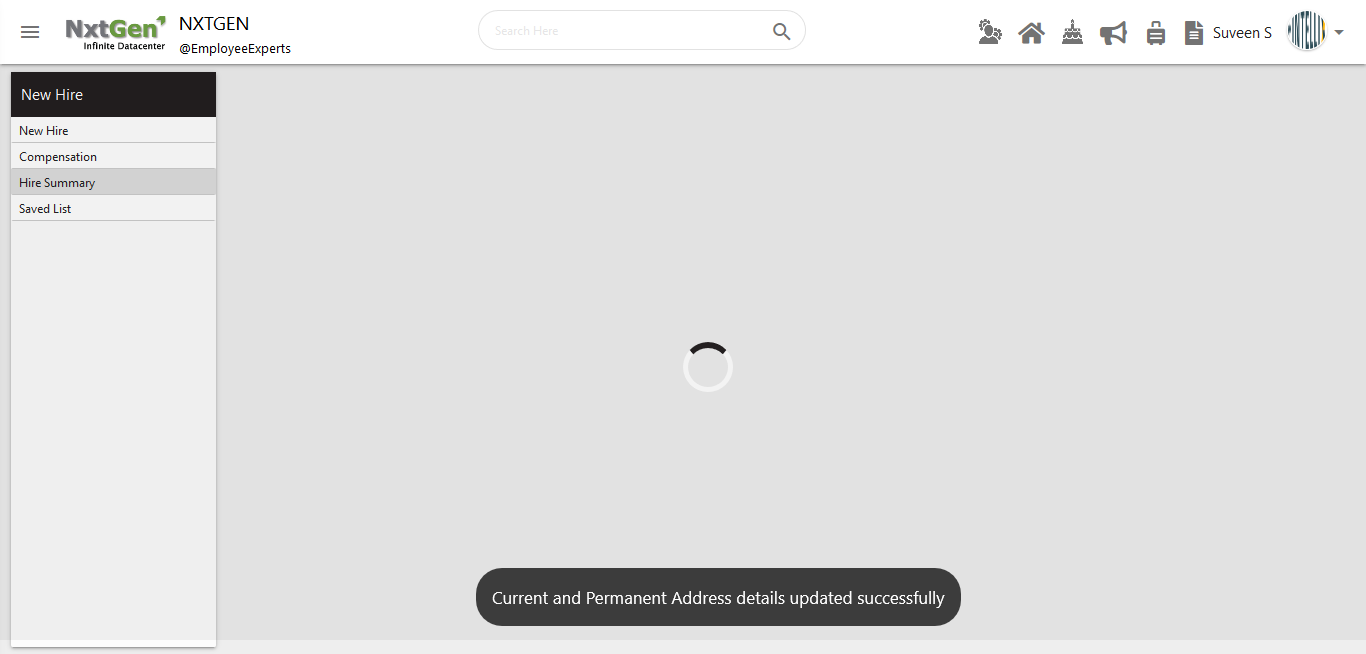 NxtGen
Infinite Datacenter
NXTGEN
@EmployeeExperts
Search Here
Suveen S
New Hire
New Hire
Compensation
Hire Summary
Saved List
Current and Permanent Address details updated successfully